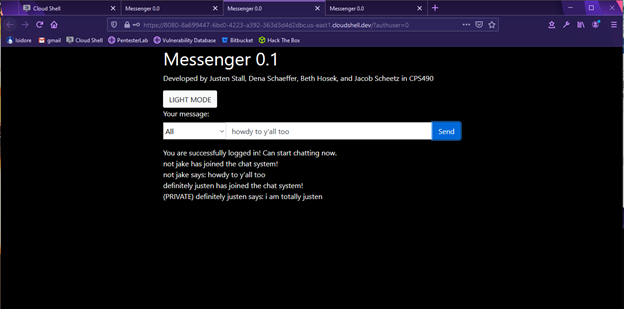 Cloud Shell
Messenger 0.0
Messenger 0.0
Messenger 0.0
https://8080-8a699447-6bd0-4223-a392-363d3d4d2dbc.us-east1.cloudshell.dev/?authuser=0
Isidore gmail Cloud Shell PentesterLab Vulnerability Database Bitbucket Hack The Box
Messenger 0.1
Developed by Justen Stall, Dena Schaeffer, Beth Hosek, and Jacob Scheetz in CPS490
LIGHT MODE
Your message:
All howdy to y'all too Send
You are successfully logged in! Can start chatting now.
not jake has joined the chat system!
not jake says: howdy to y'all too
definitely justen has joined the chat system!
(PRIVATE) definitely justen says: i am totally justen